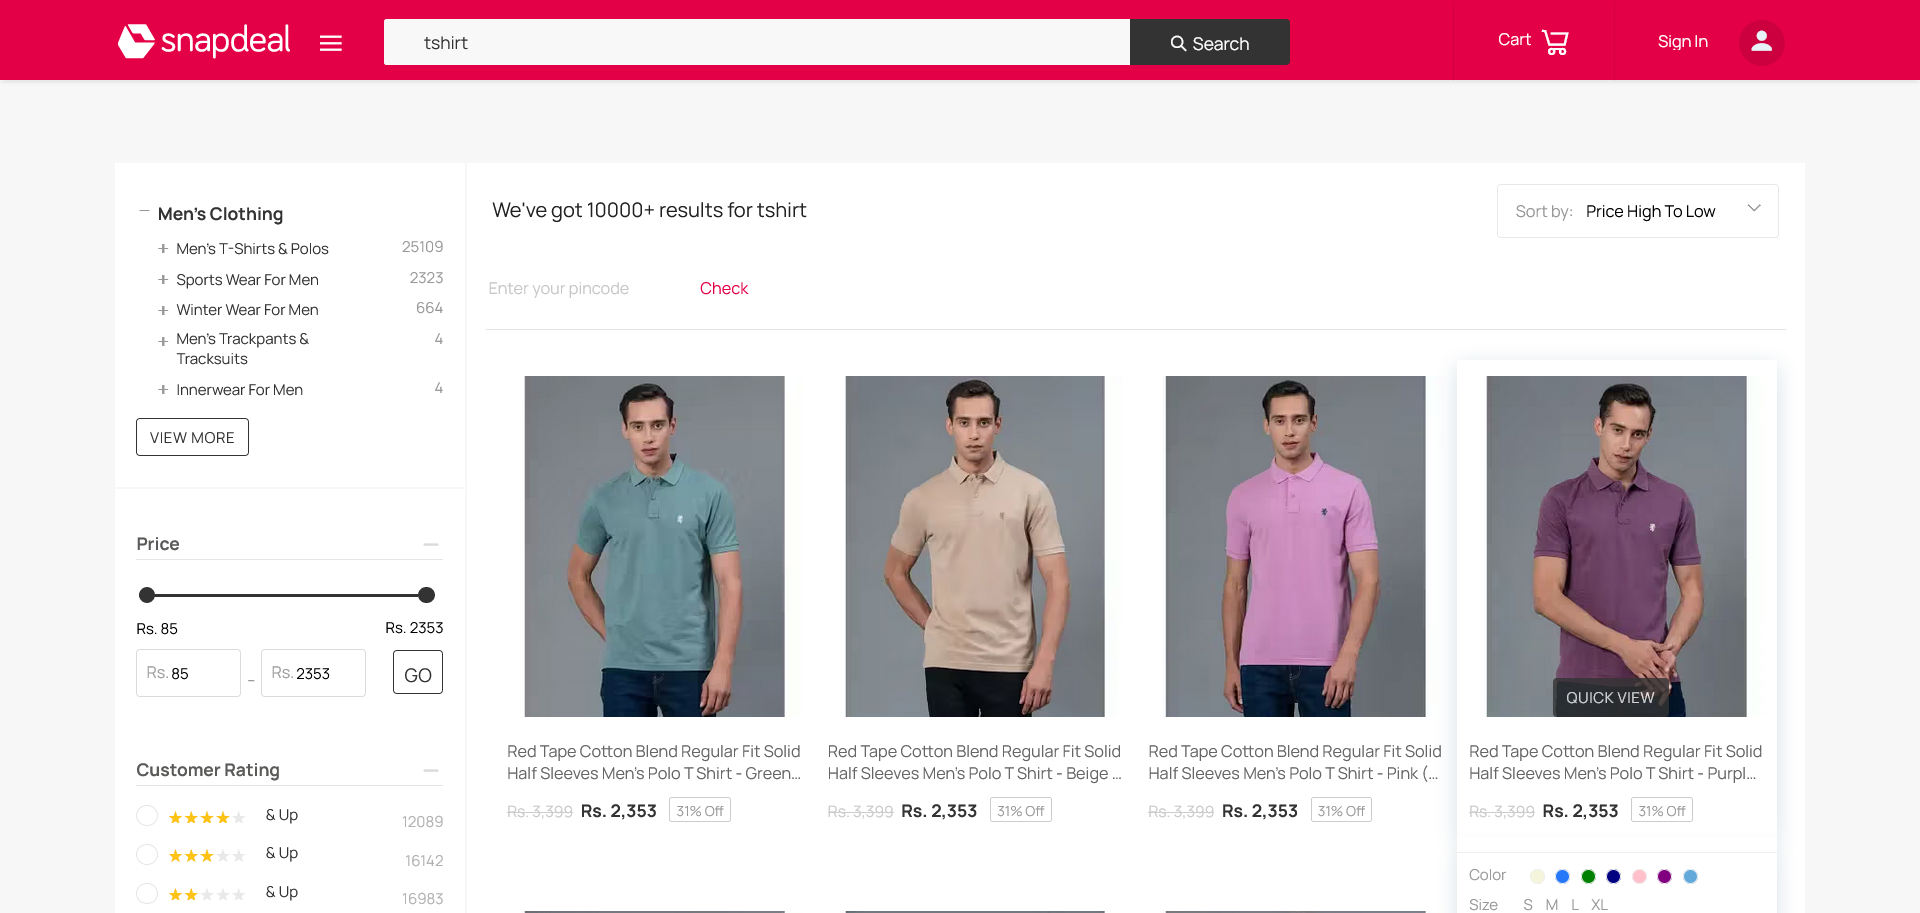 snapdeal
tshirt
Search
Cart
Sign In
Men's Clothing
Men's T-Shirts & Polos 25109
Sports Wear For Men 2323
Winter Wear For Men 664
Men's Trackpants & 4
Tracksuits
Innerwear For Men 4
VIEW MORE
Price
Rs. 85 Rs. 2353
Rs. 85 – Rs. 2353 GO
Customer Rating
& Up 12089
& Up 16142
& Up 16983
We've got 10000+ results for tshirt
Sort by: Price High To Low
Enter your pincode Check
Red Tape Cotton Blend Regular Fit Solid
Half Sleeves Men's Polo T Shirt - Green...
Rs. 3,399 Rs. 2,353 31% Off
Red Tape Cotton Blend Regular Fit Solid
Half Sleeves Men's Polo T Shirt - Beige ...
Rs. 3,399 Rs. 2,353 31% Off
Red Tape Cotton Blend Regular Fit Solid
Half Sleeves Men's Polo T Shirt - Pink (...
Rs. 3,399 Rs. 2,353 31% Off
QUICK VIEW
Red Tape Cotton Blend Regular Fit Solid
Half Sleeves Men's Polo T Shirt - Purpl...
Rs. 3,399 Rs. 2,353 31% Off
Color
Size S M L XL